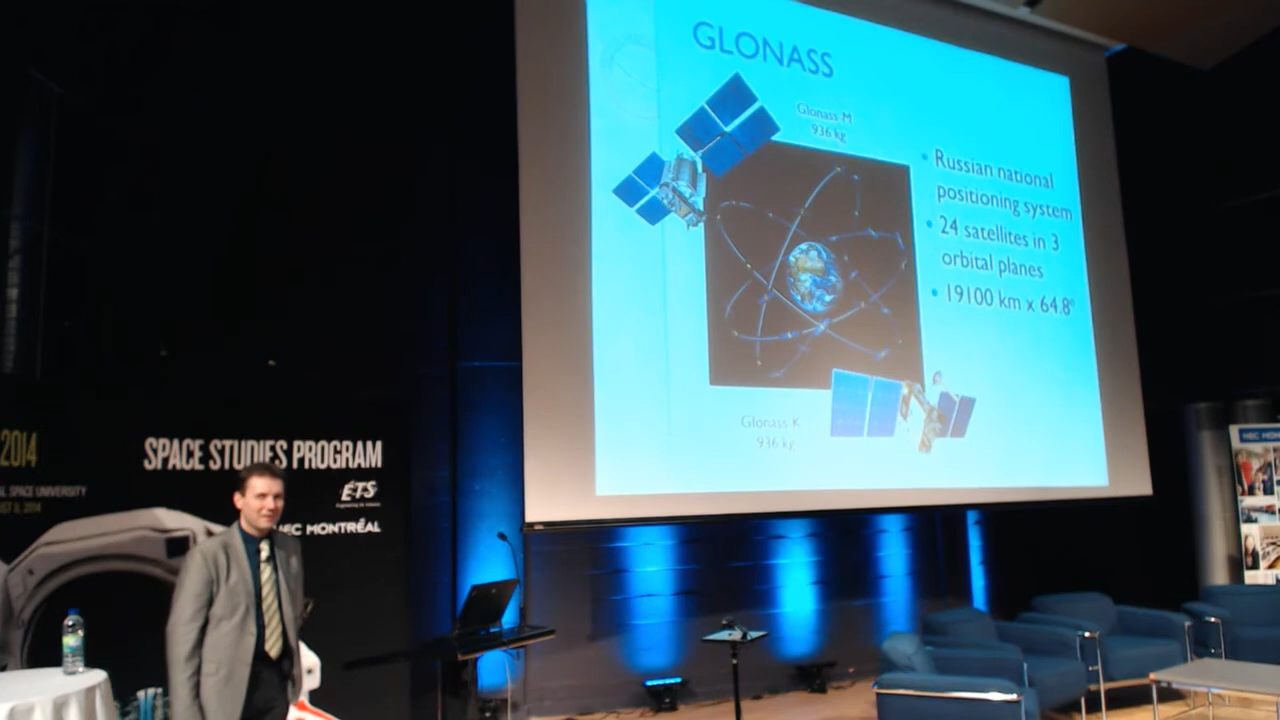 GLONASS
Glonass-M
936 kg
• Russian national
positioning system
• 24 satellites in 3
orbital planes
• 19100 km x 64.8°
Glonass-K
936 kg
2014
SPACE STUDIES PROGRAM
SPACE UNIVERSITY
2014
ÉTS
HEC MONTRÉAL